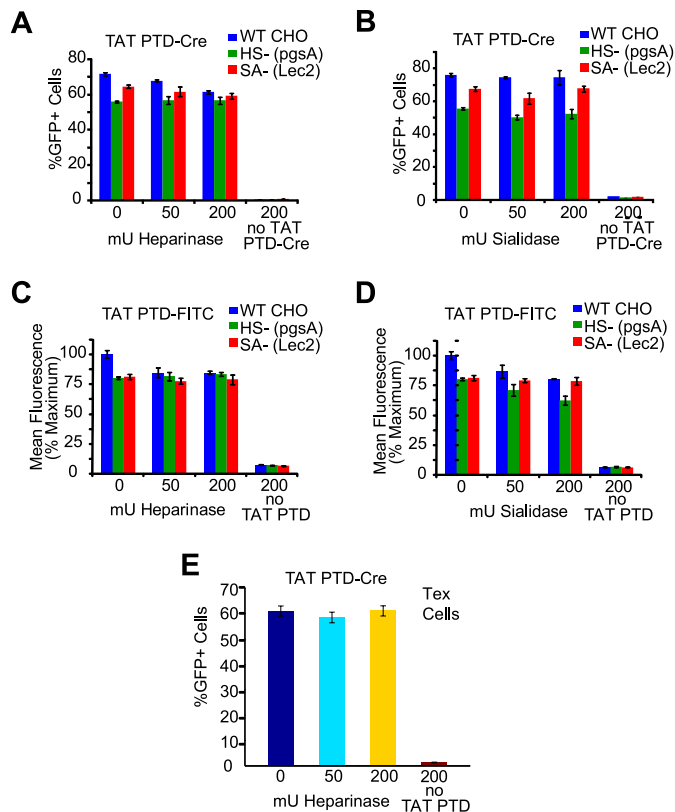 A
TAT PTD-Cre
WT CHO
HS- (pgsA)
SA- (Lec2)
%GFP+ Cells
80
60
40
20
0
0 50 200 200
no TAT
PTD-Cre
mU Heparinase
B
TAT PTD-Cre
WT CHO
HS- (pgsA)
SA- (Lec2)
%GFP+ Cells
80
60
40
20
0
0 50 200 200
no TAT
PTD-Cre
mU Sialidase
C
TAT PTD-FITC
WT CHO
HS- (pgsA)
SA- (Lec2)
Mean Fluorescence
(% Maximum)
100
75
50
25
0
0 50 200 200
no
TAT PTD
mU Heparinase
D
TAT PTD-FITC
WT CHO
HS- (pgsA)
SA- (Lec2)
Mean Fluorescence
(% Maximum)
100
75
50
25
0
0 50 200 200
no
TAT PTD
mU Sialidase
E
TAT PTD-Cre
Tex
Cells
%GFP+ Cells
70
60
50
40
30
20
10
0
0 50 200 200
no
TAT PTD
mU Heparinase